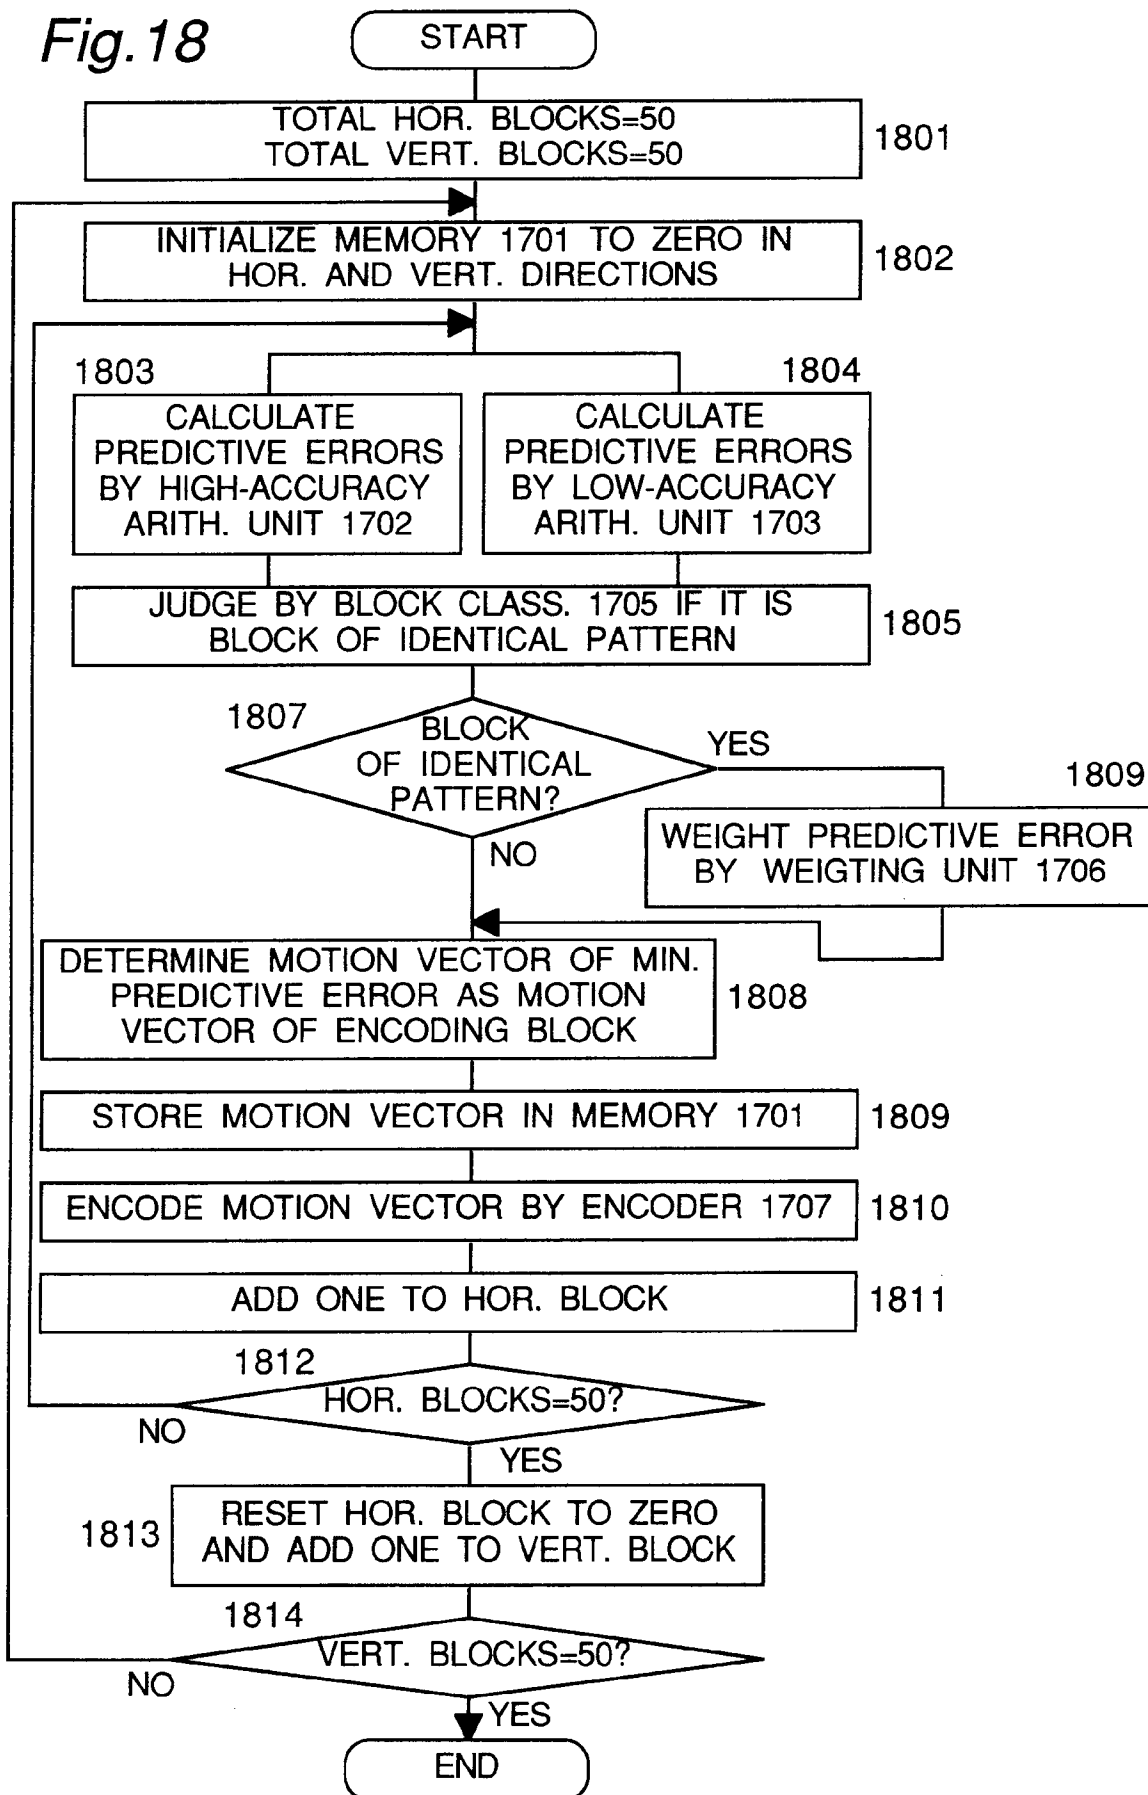 Fig.18
START
TOTAL HOR. BLOCKS=50
TOTAL VERT. BLOCKS=50
1801
INITIALIZE MEMORY 1701 TO ZERO IN
HOR. AND VERT. DIRECTIONS
1802
1803
CALCULATE
PREDICTIVE ERRORS
BY HIGH-ACCURACY
ARITH. UNIT 1702
1804
CALCULATE
PREDICTIVE ERRORS
BY LOW-ACCURACY
ARITH. UNIT 1703
JUDGE BY BLOCK CLASS. 1705 IF IT IS
BLOCK OF IDENTICAL PATTERN
1805
1807
BLOCK
OF IDENTICAL
PATTERN?
YES
NO
1809
WEIGHT PREDICTIVE ERROR
BY WEIGTING UNIT 1706
DETERMINE MOTION VECTOR OF MIN.
PREDICTIVE ERROR AS MOTION
VECTOR OF ENCODING BLOCK
1808
STORE MOTION VECTOR IN MEMORY 1701
1809
ENCODE MOTION VECTOR BY ENCODER 1707
1810
ADD ONE TO HOR. BLOCK
1811
1812
HOR. BLOCKS=50?
NO
YES
1813
RESET HOR. BLOCK TO ZERO
AND ADD ONE TO VERT. BLOCK
1814
VERT. BLOCKS=50?
NO
YES
END